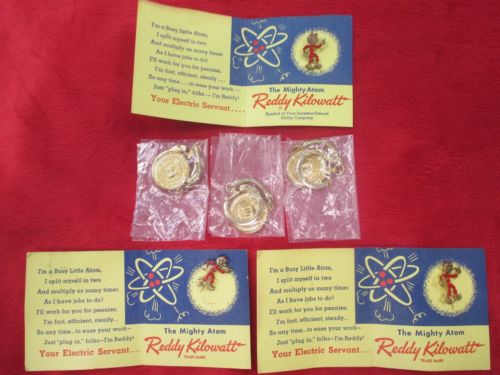 I'm a Busy Little Atom,
I split myself in two
And multiply as many times
As I have jobs to do!
I'll work for you for pennies,
I'm fast, efficient, steady...
So any time... to ease your work—
Just "plug in," folks—I'm Reddy!
Your Electric Servant....
The Mighty Atom
Reddy Kilowatt
Symbol of Your Investor-Owned
Utility Company
I'm a Busy Little Atom,
I split myself in two
And multiply as many times
As I have jobs to do!
I'll work for you for pennies,
I'm fast, efficient, steady...
So any time... to ease your work—
Just "plug in," folks—I'm Reddy!
Your Electric Servant....
The Mighty Atom
Reddy Kilowatt
TRADE MARK
I'm a Busy Little Atom,
I split myself in two
And multiply as many times
As I have jobs to do!
I'll work for you for pennies,
I'm fast, efficient, steady...
So any time... to ease your work—
Just "plug in," folks—I'm Reddy!
Your Electric Servant....
The Mighty Atom
Reddy Kilowatt
TRADE MARK